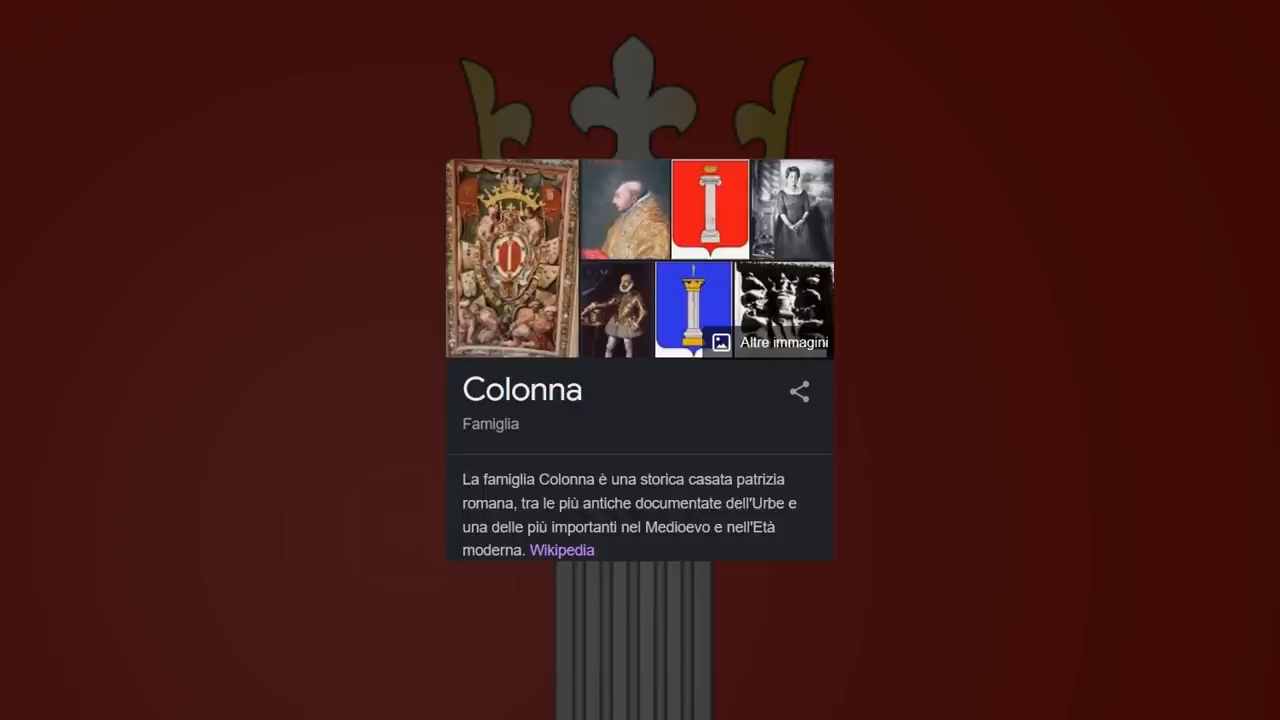 Altre immagini
Colonna
Famiglia
La famiglia Colonna è una storica casata patrizia
romana, tra le più antiche documentate dell'Urbe e
una delle più importanti nel Medioevo e nell'Età
moderna. Wikipedia